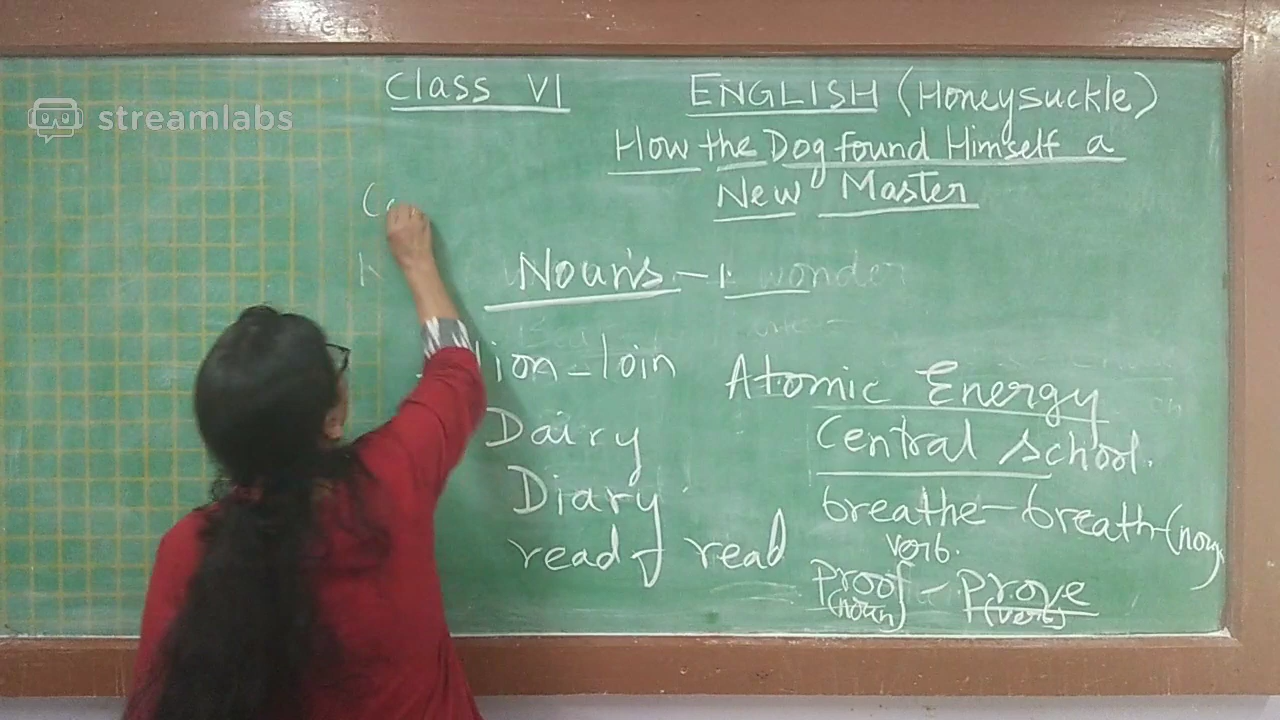 streamlabs
Class VI
ENGLISH (Honeysuckle)
How the Dog found Himself a
New Master
Nouns - wonder
lion - loin
Dairy
Diary
read read
Atomic Energy
Central School.
breathe - breath - (noun
verb.
proof - prove
(noun) (verb)